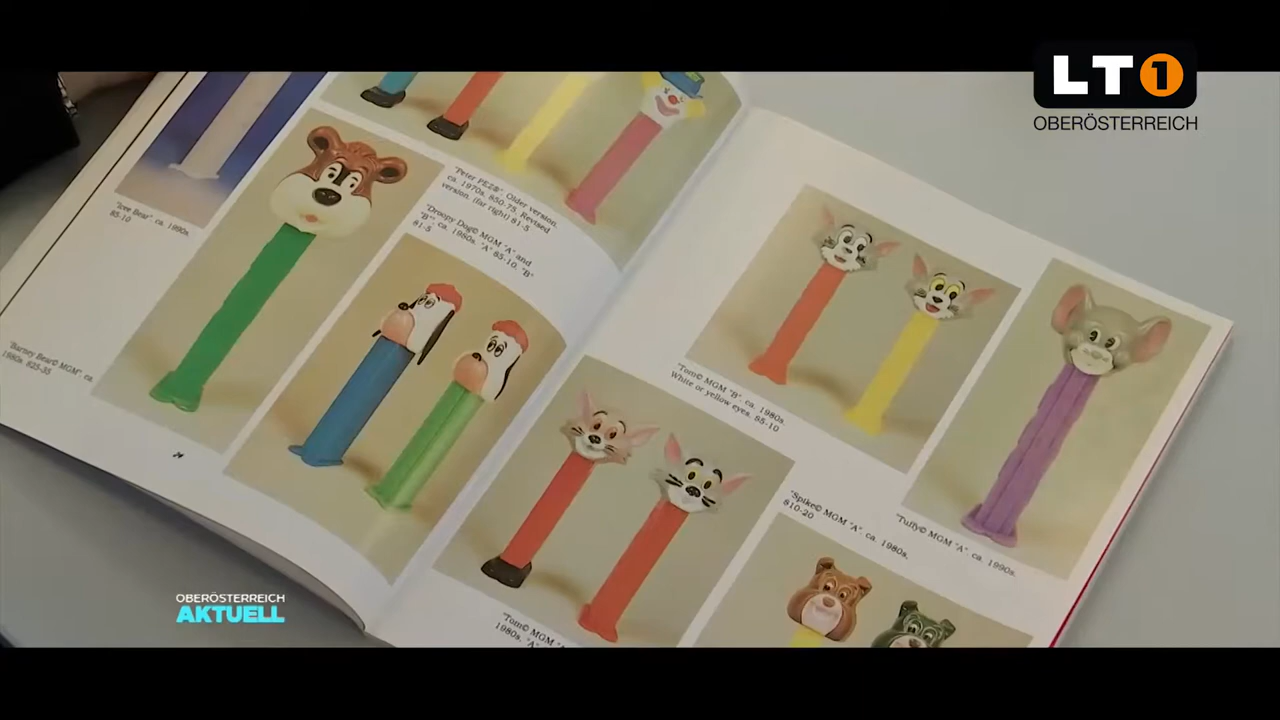 LT1
OBERÖSTERREICH
"Icee Bear" ca. 1990s.
$5-10
"Peter PEZ®". Older version,
ca. 1970s, $50-75. Revised
version. (far right) $1-5
"Droopy Dog© MGM "A" and
"B"", ca. 1980s. "A" $5-10, "B"
$1-5
"Barney Bear© MGM". ca.
1980s. $25-35
24
"Tom© MGM "B". ca. 1980s.
White or yellow eyes. $5-10
"Spike© MGM "A". ca. 1980s.
$10-20
"Tuffy© MGM "A". ca. 1990s.
"Tom© MGM "A"
1980s. "A"
OBERÖSTERREICH
AKTUELL